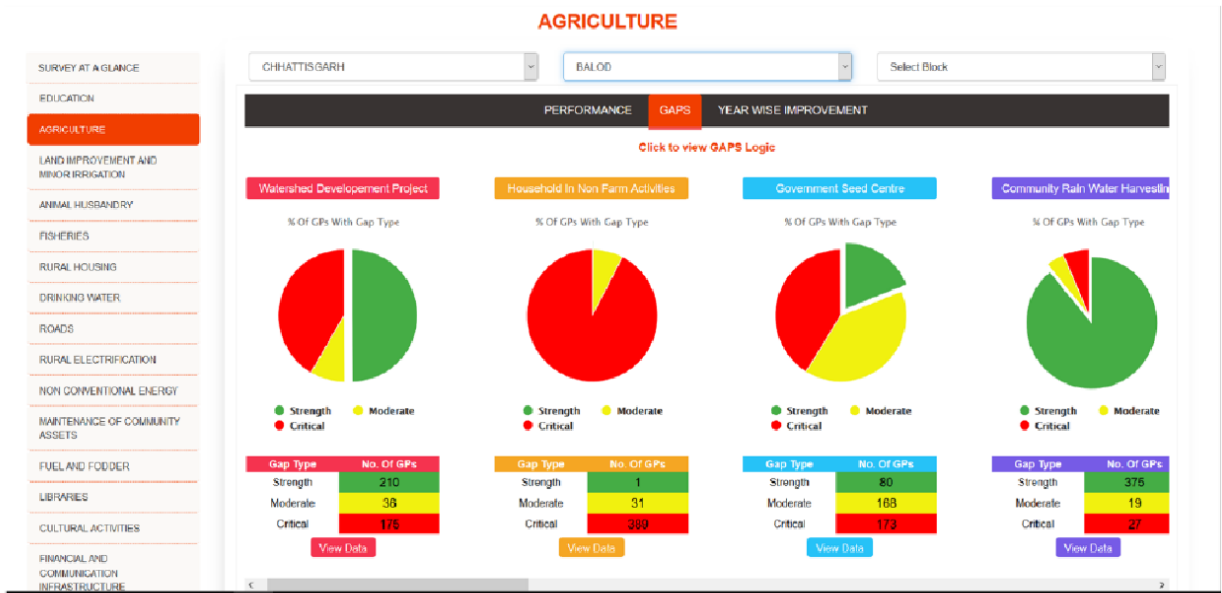 AGRICULTURE
SURVEY AT A GLANCE
EDUCATION
AGRICULTURE
LAND IMPROVEMENT AND
MINOR IRRIGATION
ANIMAL HUSBANDRY
FISHERIES
RURAL HOUSING
DRINKING WATER
ROADS
RURAL ELECTRIFICATION
NON CONVENTIONAL ENERGY
MAINTENANCE OF COMMUNITY
ASSETS
FUEL AND FODDER
LIBRARIES
CULTURAL ACTIVITIES
FINANCIAL AND
COMMUNICATION
INFRASTRUCTURE
CHHATTISGARH BALOD Select Block
PERFORMANCE GAPS YEAR WISE IMPROVEMENT
Click to view GAPS Logic
Watershed Developement Project
% Of GPs With Gap Type
Strength Moderate
Critical
Gap Type No. Of GPs
Strength 210
Moderate 36
Critical 175
View Data
Household In Non Farm Activities
% Of GPs With Gap Type
Strength Moderate
Critical
Gap Type No. Of GPs
Strength 1
Moderate 31
Critical 389
View Data
Government Seed Centre
% Of GPs With Gap Type
Strength Moderate
Critical
Gap Type No. Of GPs
Strength 80
Moderate 168
Critical 173
View Data
Community Rain Water Harvestin
% Of GPs With Gap Type
Strength Moderate
Critical
Gap Type No. Of GPs
Strength 375
Moderate 19
Critical 27
View Data